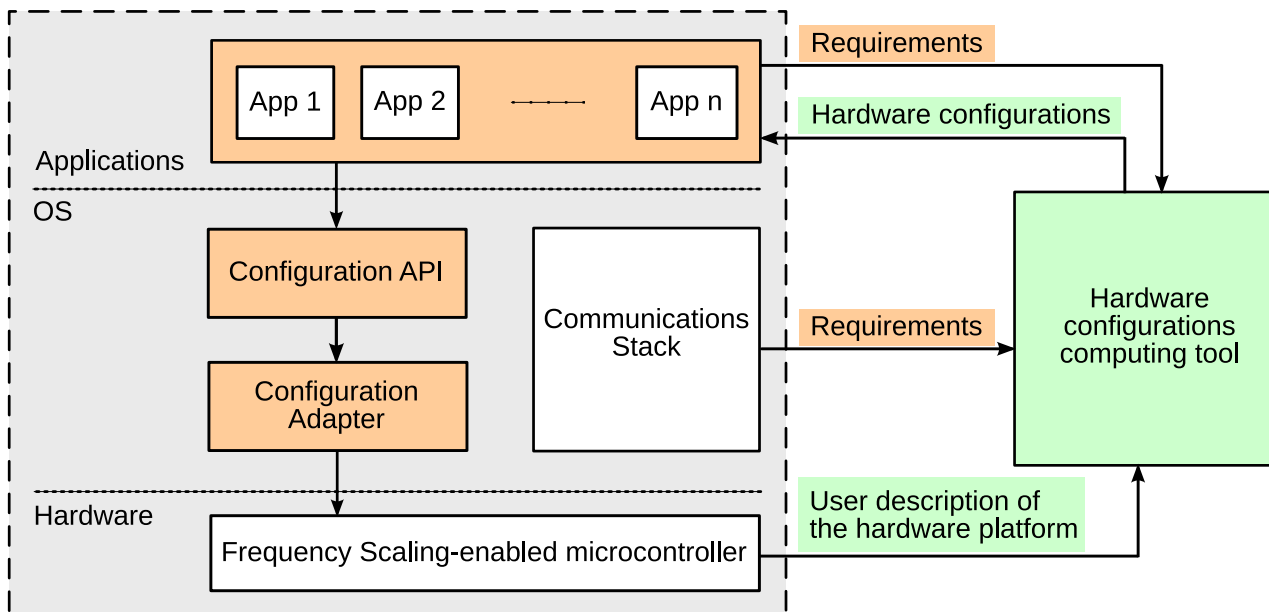 Requirements
App 1
App 2
App n
Hardware configurations
Applications
OS
Configuration API
Communications
Stack
Requirements
Hardware
configurations
computing tool
Configuration
Adapter
Hardware
User description of
the hardware platform
Frequency Scaling-enabled microcontroller